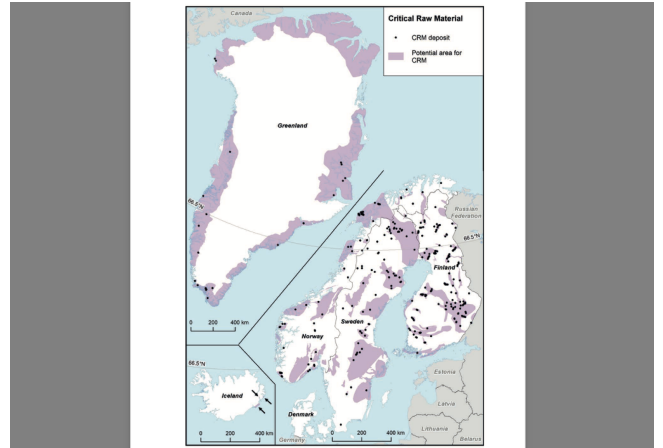 Canada
Critical Raw Material
CRM deposit
Potential area for
CRM
Greenland
66.5°N
Russian
Federation
66.5°N
Finland
0 200 400 km
Sweden
Norway
66.5°N
Iceland
0 200 400 km
Denmark
Germany
0 200 400 km
Estonia
Latvia
Lithuania
Belarus